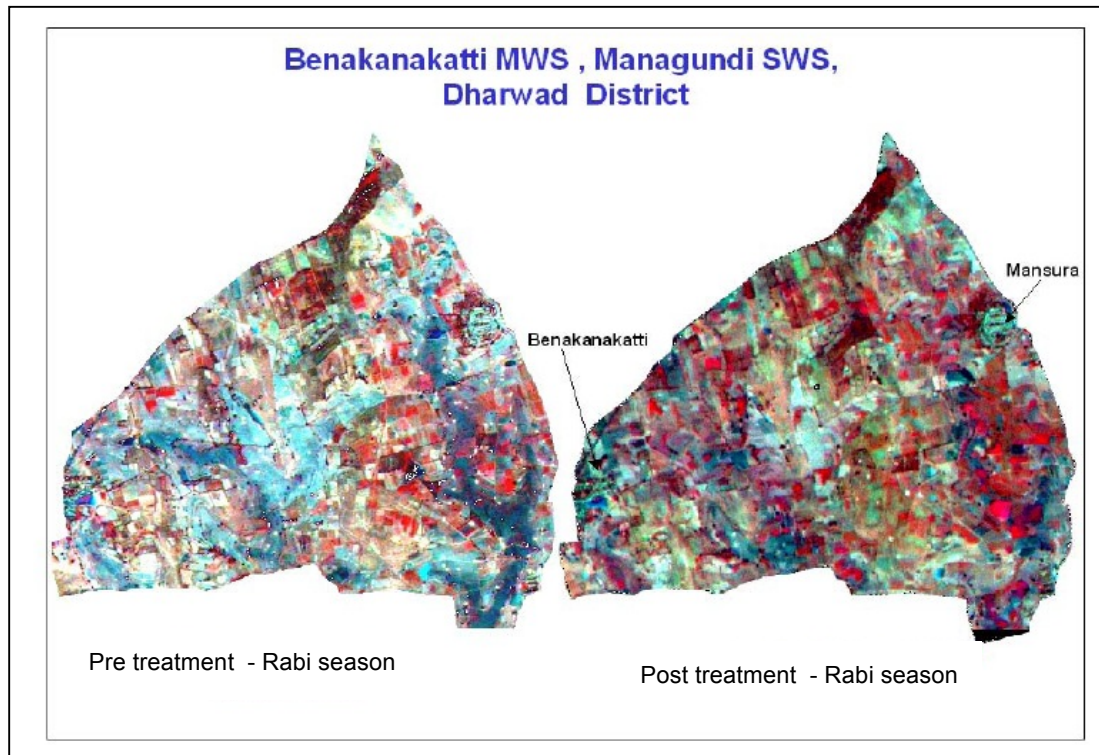 Benakanakatti MWS , Managundi SWS,
Dharwad District
Mansura
Benakanakatti
Pre treatment - Rabi season
Post treatment - Rabi season